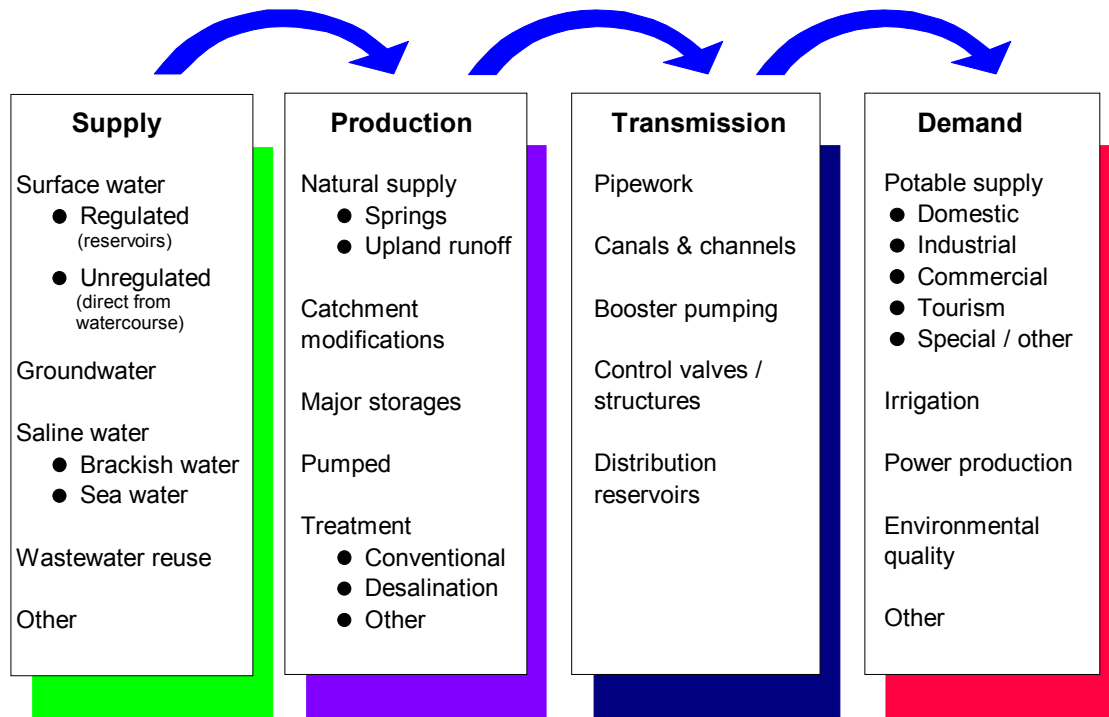 Supply
Surface water
● Regulated
(reservoirs)
● Unregulated
(direct from
watercourse)
Groundwater
Saline water
● Brackish water
● Sea water
Wastewater reuse
Other
Production
Natural supply
● Springs
● Upland runoff
Catchment
modifications
Major storages
Pumped
Treatment
● Conventional
● Desalination
● Other
Transmission
Pipework
Canals & channels
Booster pumping
Control valves /
structures
Distribution
reservoirs
Demand
Potable supply
● Domestic
● Industrial
● Commercial
● Tourism
● Special / other
Irrigation
Power production
Environmental
quality
Other